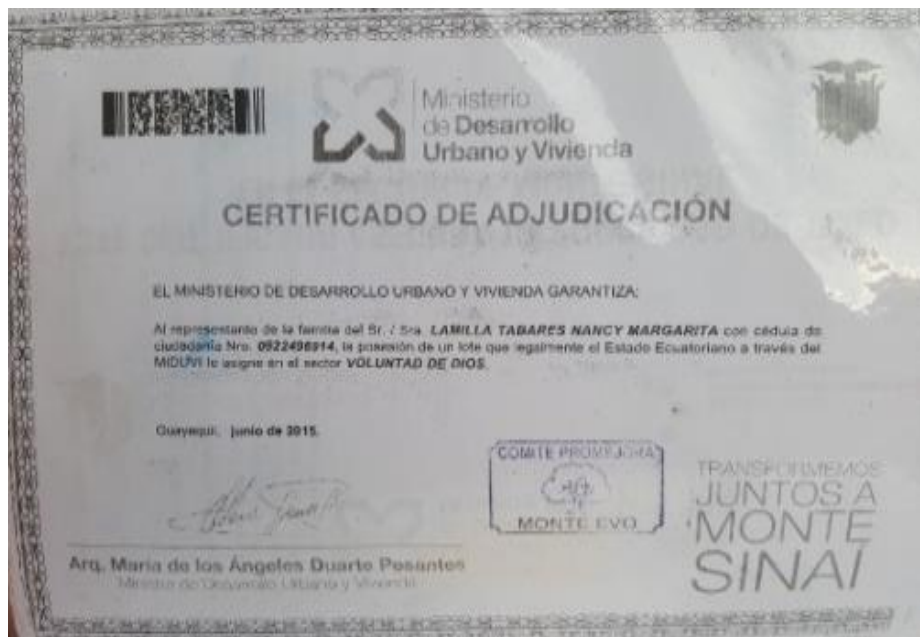 Ministerio
de Desarrollo
Urbano y Vivienda
CERTIFICADO DE ADJUDICACIÓN
EL MINISTERIO DE DESARROLLO URBANO Y VIVIENDA GARANTIZA:
Al representante de la familia del Sr. / Sra. LAMILLA TABARES NANCY MARGARITA con cédula de
ciudadanía Nro. 0922498914, la posesión de un lote que legalmente el Estado Ecuatoriano a través del
MIDUVI le asigne en el sector VOLUNTAD DE DIOS.
Guayaquil, junio de 2015.
COMITE PROMEJORA
MONTE EVO
TRANSFORMEMOS
JUNTOS A
MONTE
SINAÍ
Arq. María de los Ángeles Duarte Pesantes
Ministra de Desarrollo Urbano y Vivienda